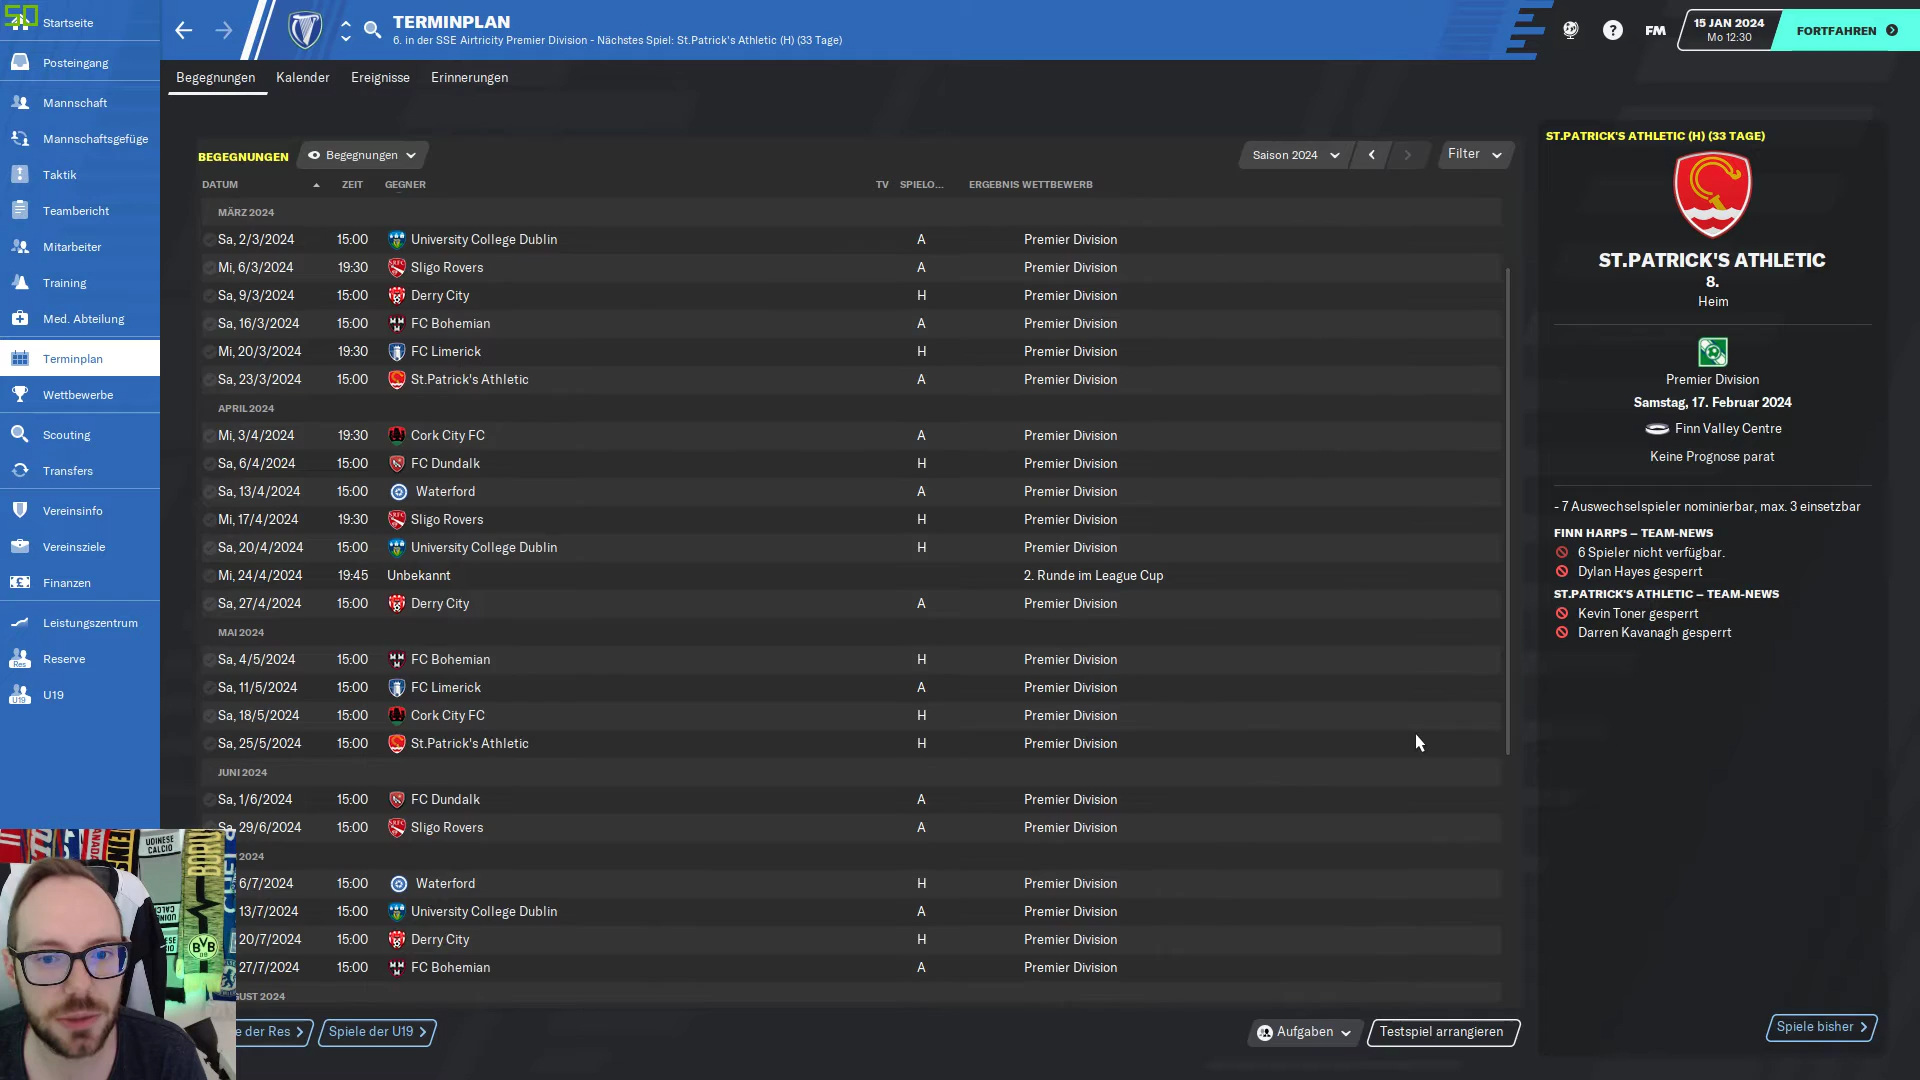 50
Startseite
TERMINPLAN
6. in der SSE Airtricity Premier Division - Nächstes Spiel: St.Patrick's Athletic (H) (33 Tage)
FM
15 JAN 2024
Mo 12:30
FORTFAHREN
Posteingang
Mannschaft
Mannschaftsgefüge
Taktik
Teambericht
Mitarbeiter
Training
Med. Abteilung
Terminplan
Wettbewerbe
Scouting
Transfers
Vereinsinfo
Vereinsziele
Finanzen
Leistungszentrum
Res
Reserve
U19
U19
Begegnungen Kalender Ereignisse Erinnerungen
BEGEGNUNGEN Begegnungen Saison 2024 Filter
DATUM ZEIT GEGNER TV SPIELO... ERGEBNIS WETTBEWERB
MÄRZ 2024
Sa, 2/3/2024 15:00 University College Dublin A Premier Division
Mi, 6/3/2024 19:30 Sligo Rovers A Premier Division
Sa, 9/3/2024 15:00 Derry City H Premier Division
Sa, 16/3/2024 15:00 FC Bohemian A Premier Division
Mi, 20/3/2024 19:30 FC Limerick H Premier Division
Sa, 23/3/2024 15:00 St.Patrick's Athletic A Premier Division
APRIL 2024
Mi, 3/4/2024 19:30 Cork City FC A Premier Division
Sa, 6/4/2024 15:00 FC Dundalk H Premier Division
Sa, 13/4/2024 15:00 Waterford A Premier Division
Mi, 17/4/2024 19:30 Sligo Rovers H Premier Division
Sa, 20/4/2024 15:00 University College Dublin H Premier Division
Mi, 24/4/2024 19:45 Unbekannt 2. Runde im League Cup
Sa, 27/4/2024 15:00 Derry City A Premier Division
MAI 2024
Sa, 4/5/2024 15:00 FC Bohemian H Premier Division
Sa, 11/5/2024 15:00 FC Limerick A Premier Division
Sa, 18/5/2024 15:00 Cork City FC H Premier Division
Sa, 25/5/2024 15:00 St.Patrick's Athletic H Premier Division
JUNI 2024
Sa, 1/6/2024 15:00 FC Dundalk A Premier Division
Sa, 29/6/2024 15:00 Sligo Rovers A Premier Division
2024
6/7/2024 15:00 Waterford H Premier Division
13/7/2024 15:00 University College Dublin A Premier Division
20/7/2024 15:00 Derry City H Premier Division
27/7/2024 15:00 FC Bohemian A Premier Division
GUST 2024
e der Res Spiele der U19 Aufgaben Testspiel arrangieren
ST.PATRICK'S ATHLETIC (H) (33 TAGE)
ST.PATRICK'S ATHLETIC
8.
Heim
Premier Division
Samstag, 17. Februar 2024
Finn Valley Centre
Keine Prognose parat
- 7 Auswechselspieler nominierbar, max. 3 einsetzbar
FINN HARPS – TEAM-NEWS
6 Spieler nicht verfügbar.
Dylan Hayes gesperrt
ST.PATRICK'S ATHLETIC – TEAM-NEWS
Kevin Toner gesperrt
Darren Kavanagh gesperrt
Spiele bisher
UDINESE
CALCIO
BVB
09